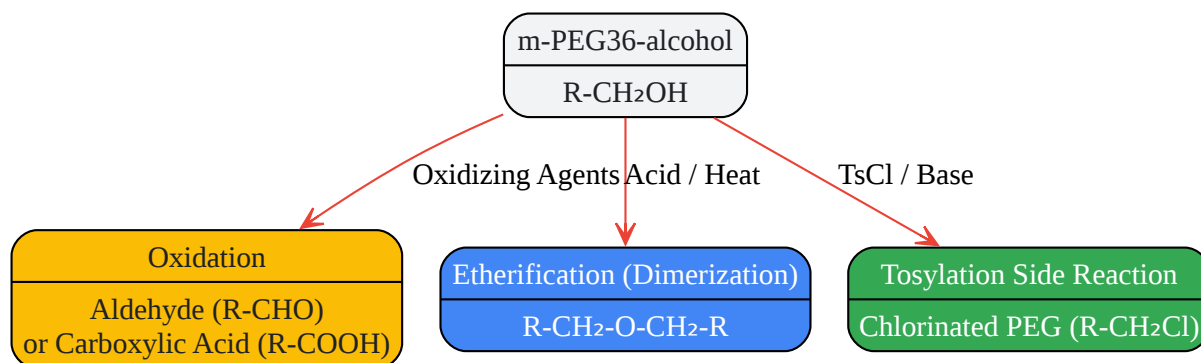 m-PEG36-alcohol
R-CH₂OH
Oxidizing Agents
Acid / Heat
TsCl / Base
Oxidation
Aldehyde (R-CHO)
or Carboxylic Acid (R-COOH)
Etherification (Dimerization)
R-CH₂-O-CH₂-R
Tosylation Side Reaction
Chlorinated PEG (R-CH₂Cl)